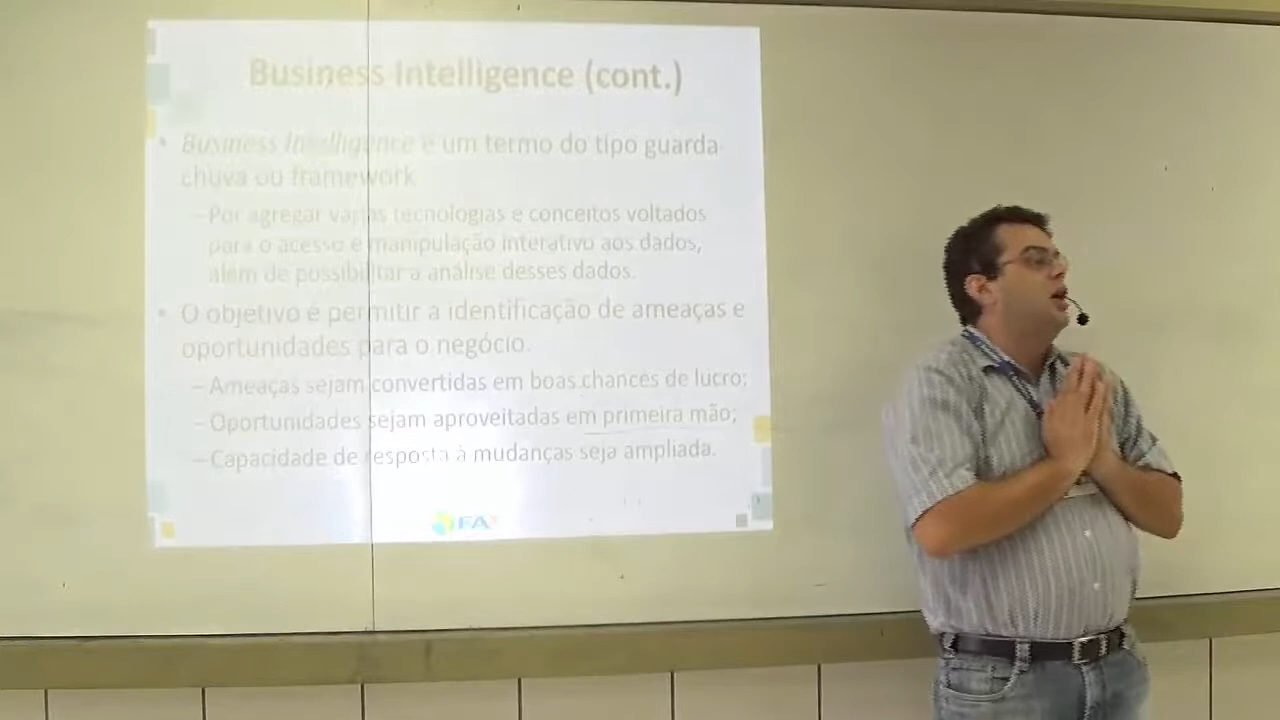 Business Intelligence (cont.)
• Business Intelligence é um termo do tipo guarda-
chuva ou framework
–Por agregar varias tecnologias e conceitos voltados
para o acesso e manipulação interativo aos dados,
além de possibilitar a análise desses dados.
• O objetivo é permitir a identificação de ameaças e
oportunidades para o negócio.
– Ameaças sejam convertidas em boas chances de lucro;
– Oportunidades sejam aproveitadas em primeira mão;
– Capacidade de resposta à mudanças seja ampliada.
FA7